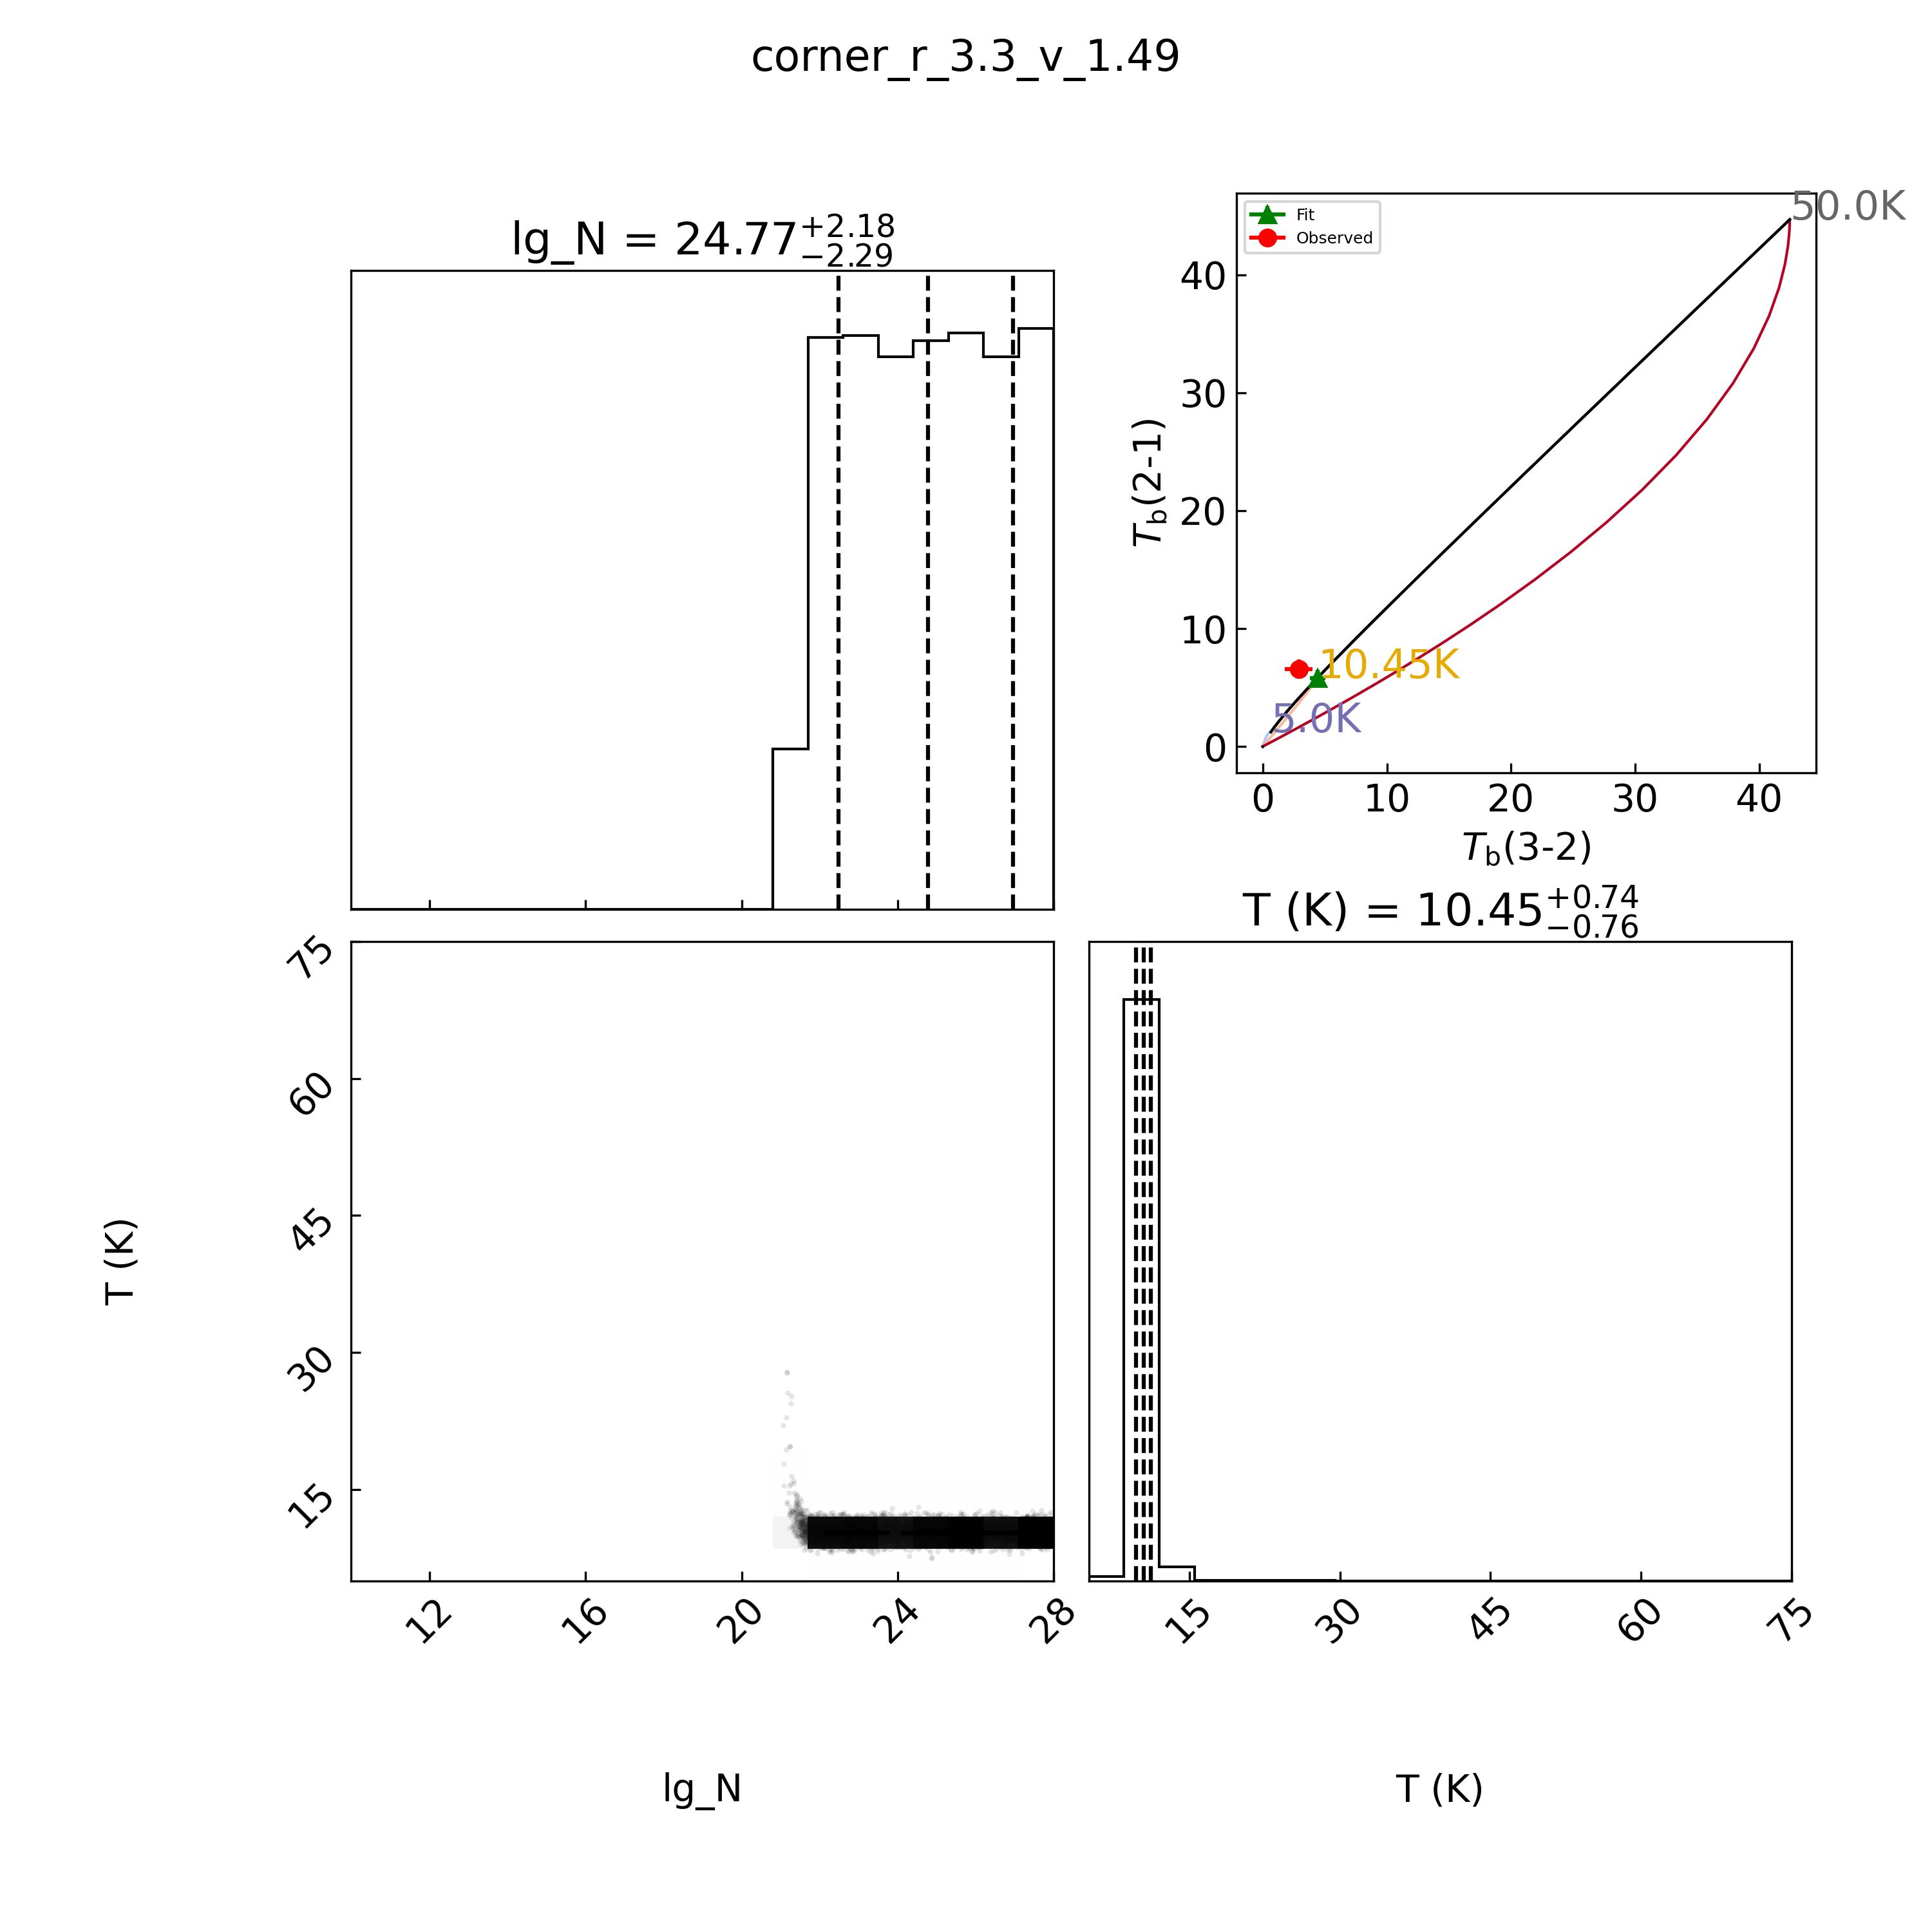 corner_r_3.3_v_1.49
lg_N = 24.77+2.18−2.29
50.0K
Fit
Observed
40
30
20
10
0
Tb(2-1)
10.45K
5.0K
0 10 20 30 40
Tb(3-2)
T (K) = 10.45+0.74−0.76
75
60
45
30
15
T (K)
12 16 20 24 28
15 30 45 60 75
lg_N
T (K)